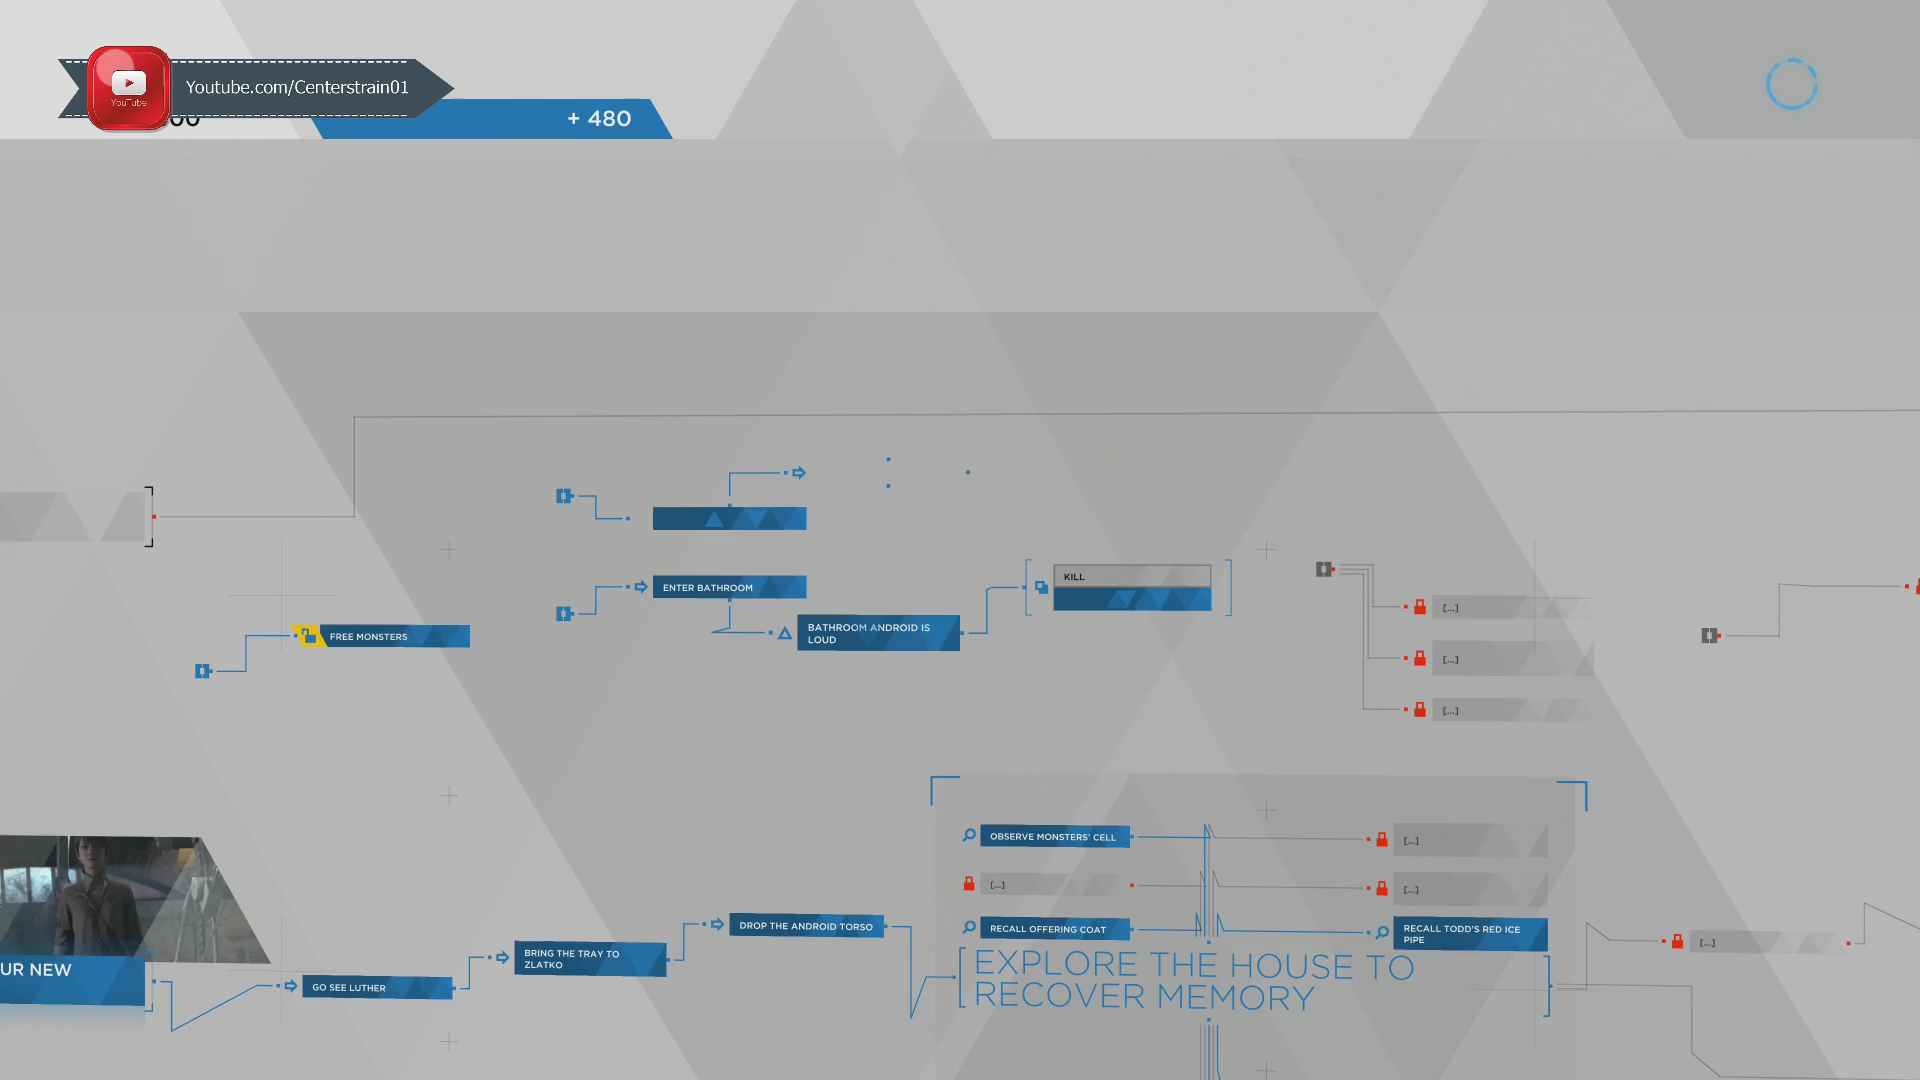 Youtube.com/Centerstrain01
YouTube
+ 480
ENTER BATHROOM
KILL
BATHROOM ANDROID IS
LOUD
FREE MONSTERS
[...]
[...]
[...]
OBSERVE MONSTERS' CELL
[...]
[...]
[...]
RECALL OFFERING COAT
RECALL TODD'S RED ICE
PIPE
[...]
DROP THE ANDROID TORSO
BRING THE TRAY TO
ZLATKO
EXPLORE THE HOUSE TO
RECOVER MEMORY
UR NEW
GO SEE LUTHER